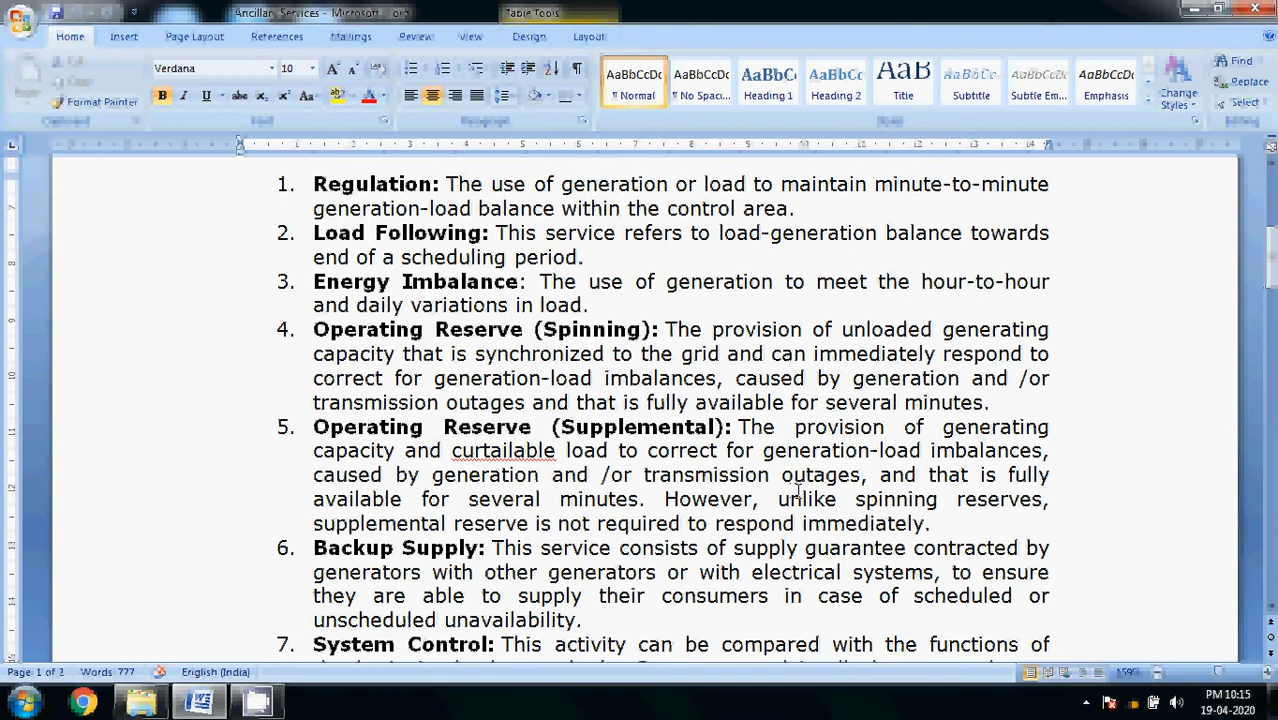 Ancillary Services - Microsoft Word
Table Tools
Home Insert Page Layout References Mailings Review View Design Layout
Verdana 10 Find
Format Painter Replace
AaBbCcDc AaBbCcDc AaBbC AaBbCc AaB AaBbCc AaBbCcDc AaBbCcDc
¶ Normal ¶ No Spaci... Heading 1 Heading 2 Title Subtitle Subtle Em... Emphasis Change Styles Select
Paragraph Editing
1. Regulation: The use of generation or load to maintain minute-to-minute
generation-load balance within the control area.
2. Load Following: This service refers to load-generation balance towards
end of a scheduling period.
3. Energy Imbalance: The use of generation to meet the hour-to-hour
and daily variations in load.
4. Operating Reserve (Spinning): The provision of unloaded generating
capacity that is synchronized to the grid and can immediately respond to
correct for generation-load imbalances, caused by generation and /or
transmission outages and that is fully available for several minutes.
5. Operating Reserve (Supplemental): The provision of generating
capacity and curtailable load to correct for generation-load imbalances,
caused by generation and /or transmission outages, and that is fully
available for several minutes. However, unlike spinning reserves,
supplemental reserve is not required to respond immediately.
6. Backup Supply: This service consists of supply guarantee contracted by
generators with other generators or with electrical systems, to ensure
they are able to supply their consumers in case of scheduled or
unscheduled unavailability.
7. System Control: This activity can be compared with the functions of
Page: 1 of 2 Words: 777 English (India) 159%
PM 10:15
19-04-2020